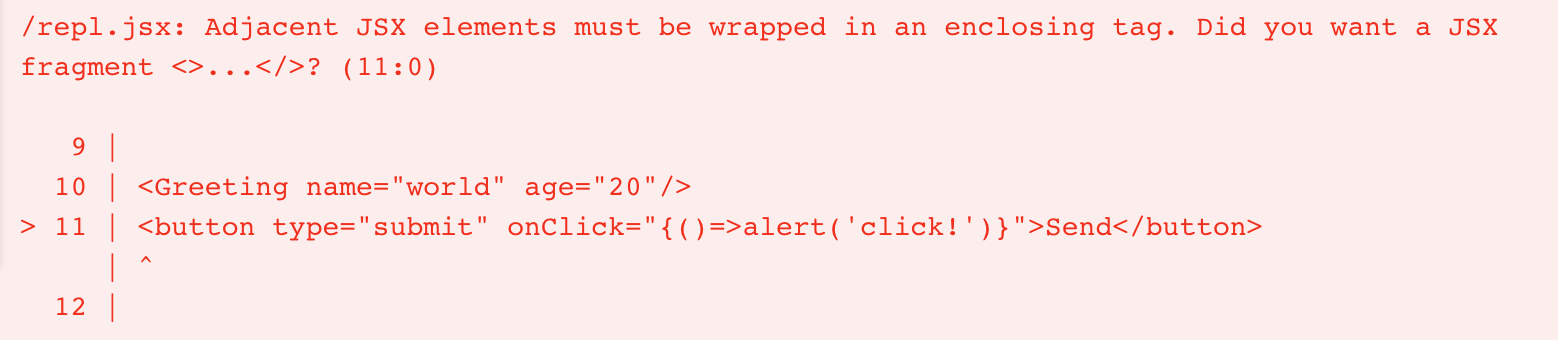 /repl.jsx: Adjacent JSX elements must be wrapped in an enclosing tag. Did you want a JSX
fragment <>...</>? (11:0)
9 |
10 | <Greeting name="world" age="20"/>
> 11 | <button type="submit" onClick="{()=>alert('click!')}">Send</button>
| ^
12 |